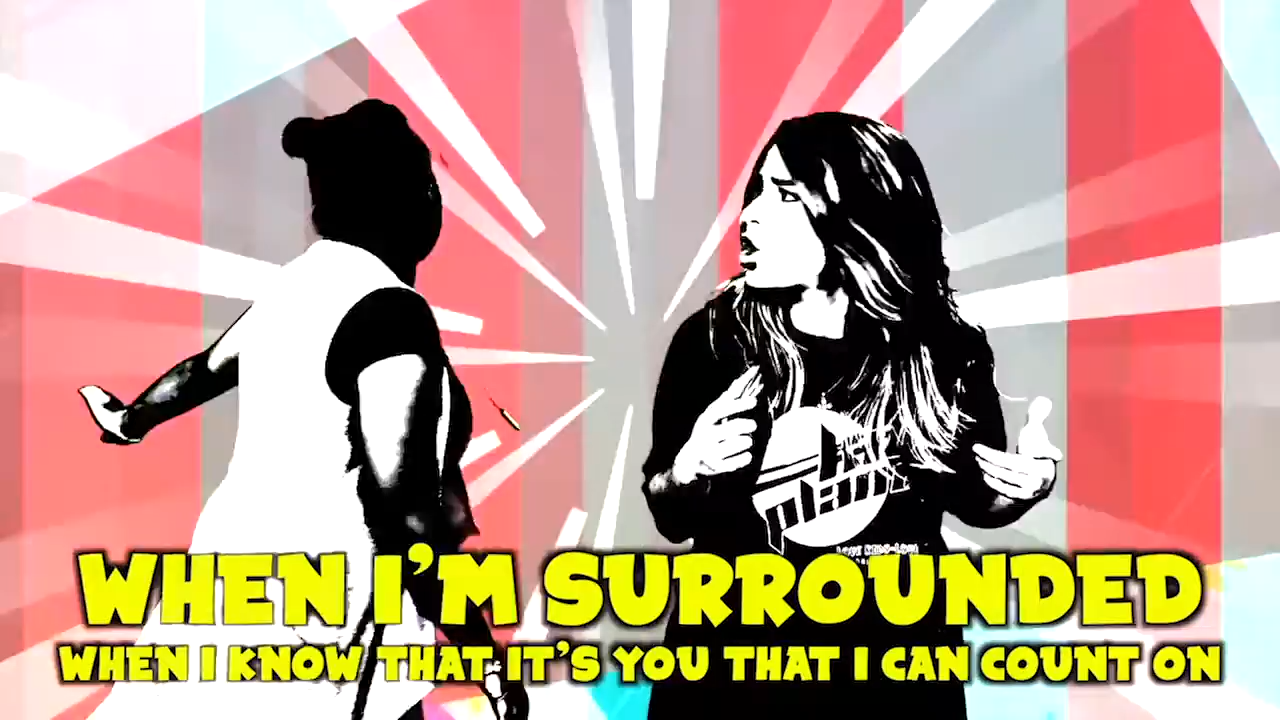 WHEN I'M SURROUNDED
WHEN I KNOW THAT IT'S YOU THAT I CAN COUNT ON